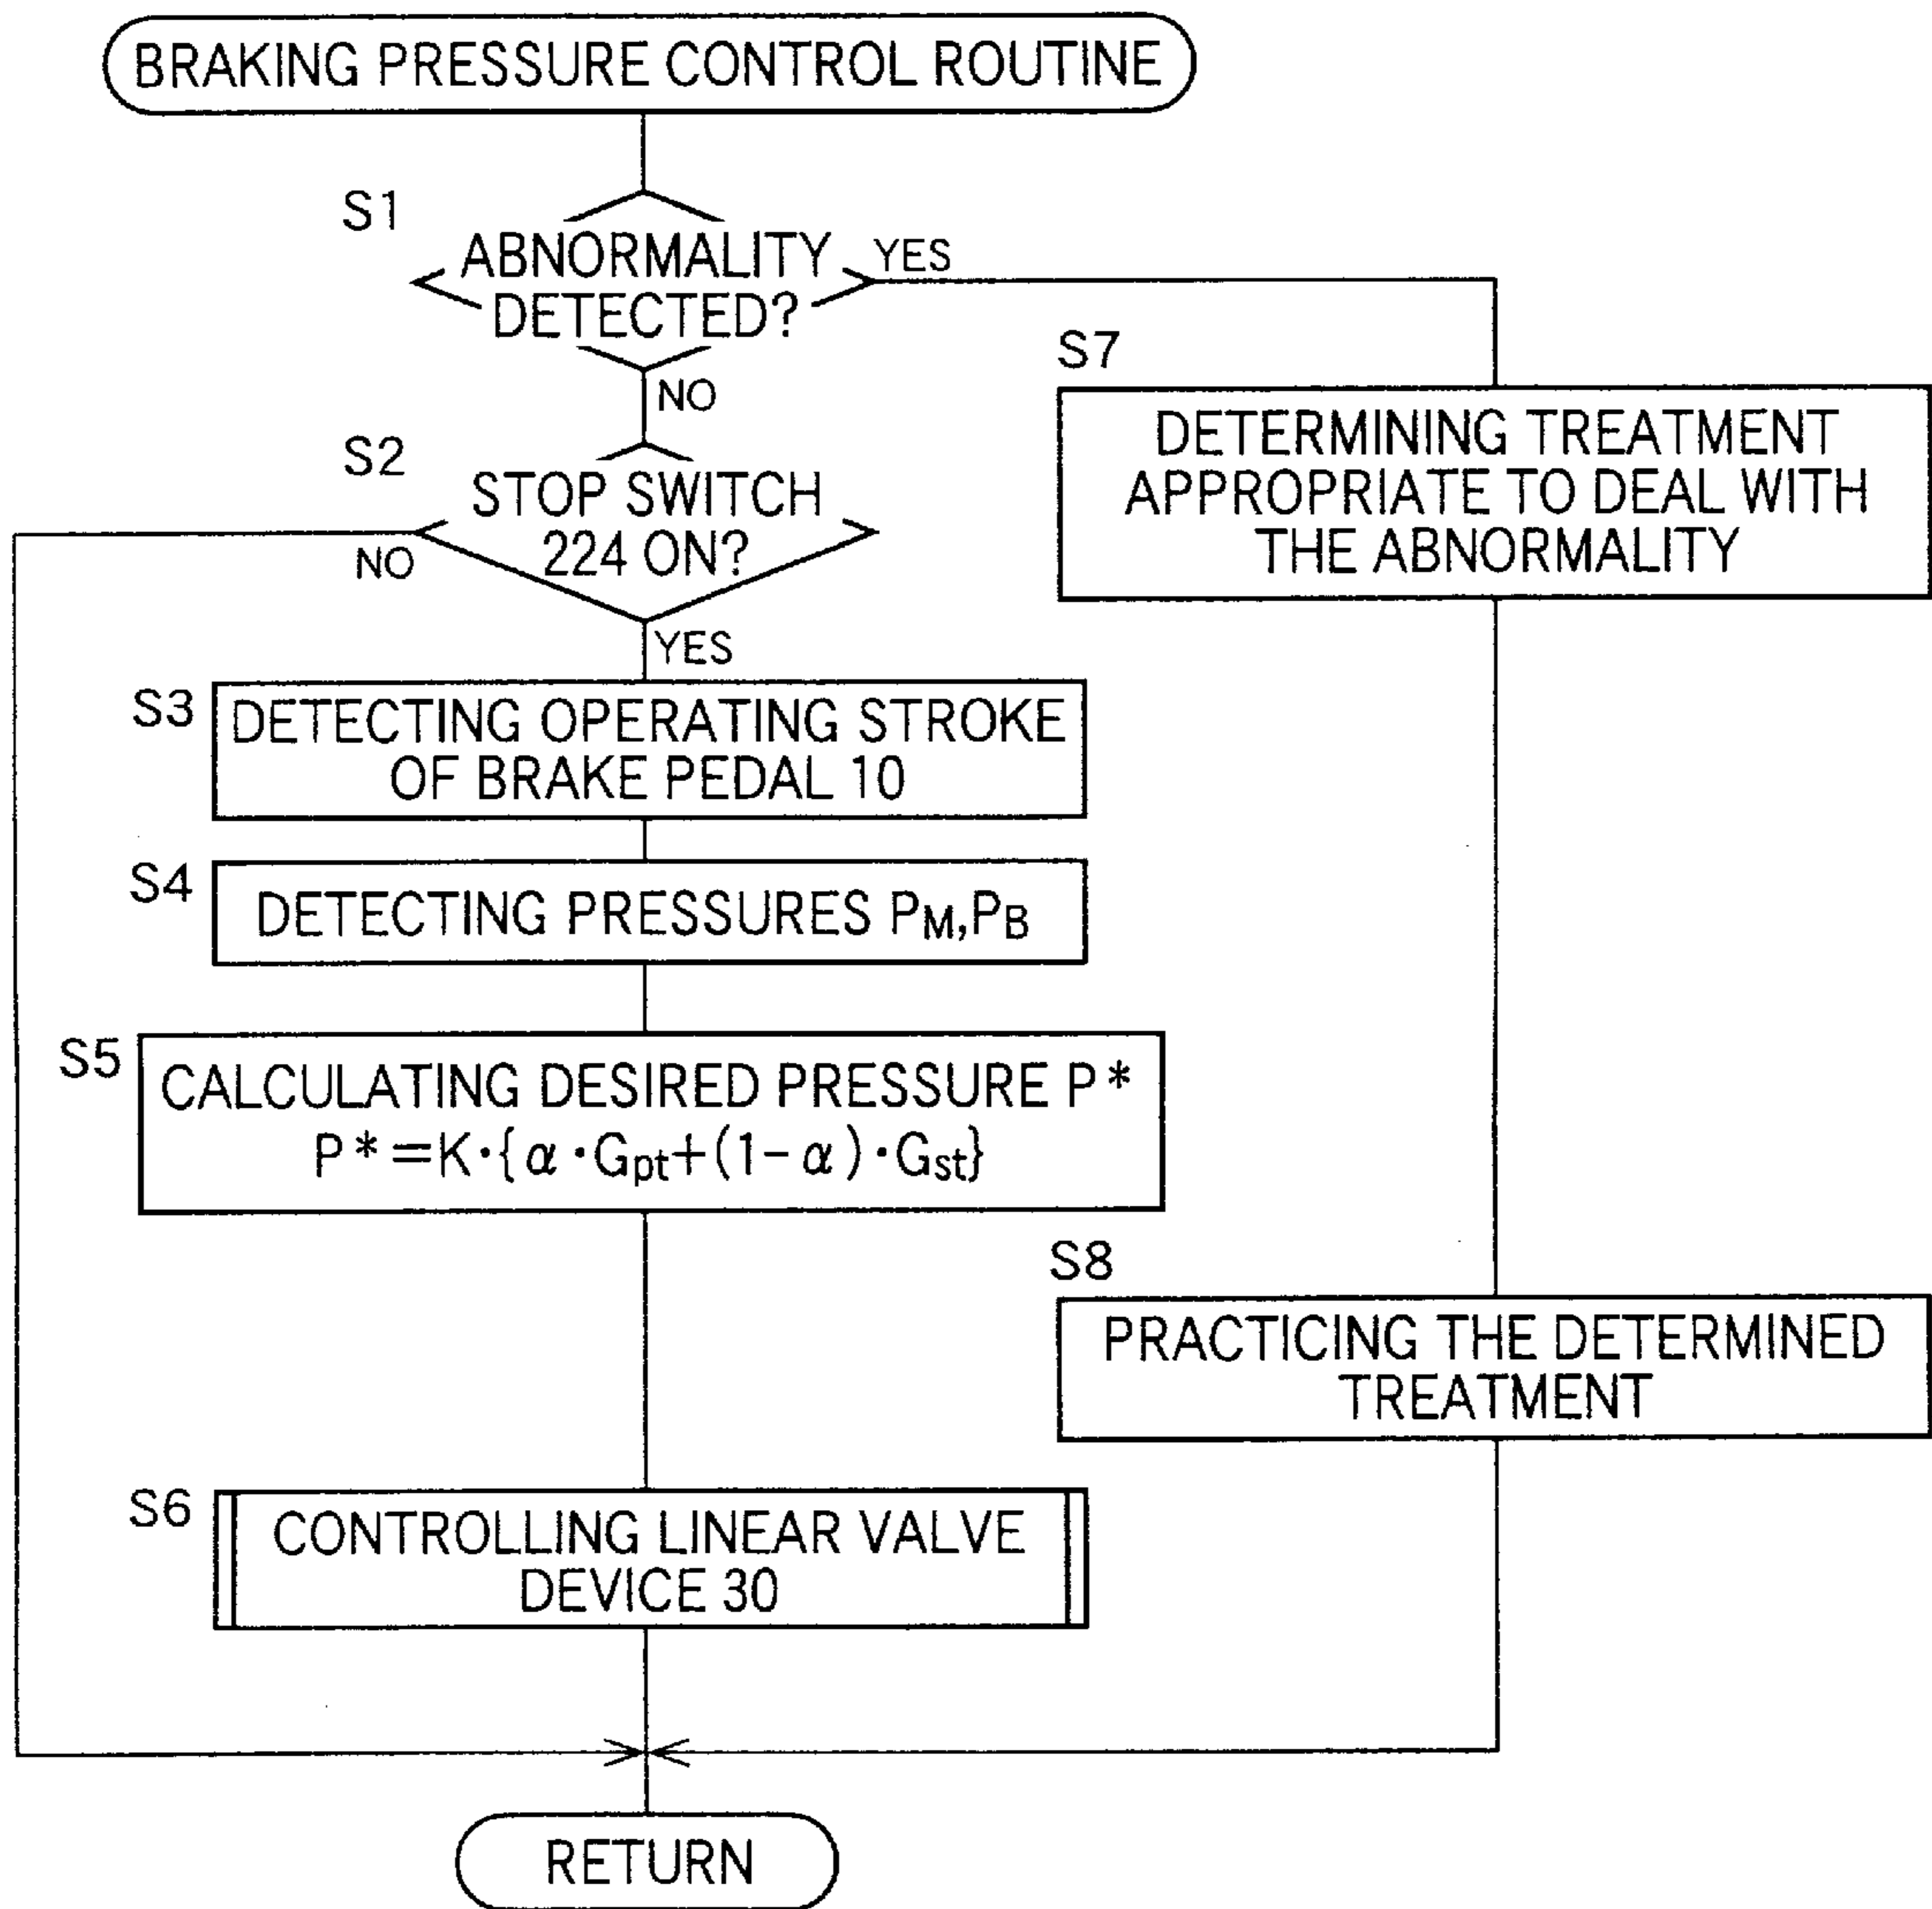 BRAKING PRESSURE CONTROL ROUTINE
S1
ABNORMALITY
DETECTED?
YES
NO
S2
STOP SWITCH
224 ON?
NO
YES
S3
DETECTING OPERATING STROKE
OF BRAKE PEDAL 10
S4
DETECTING PRESSURES PM,PB
S5
CALCULATING DESIRED PRESSURE P*
P*=K·{α·Gpt+(1-α)·Gst}
S6
CONTROLLING LINEAR VALVE
DEVICE 30
S7
DETERMINING TREATMENT
APPROPRIATE TO DEAL WITH
THE ABNORMALITY
S8
PRACTICING THE DETERMINED
TREATMENT
RETURN